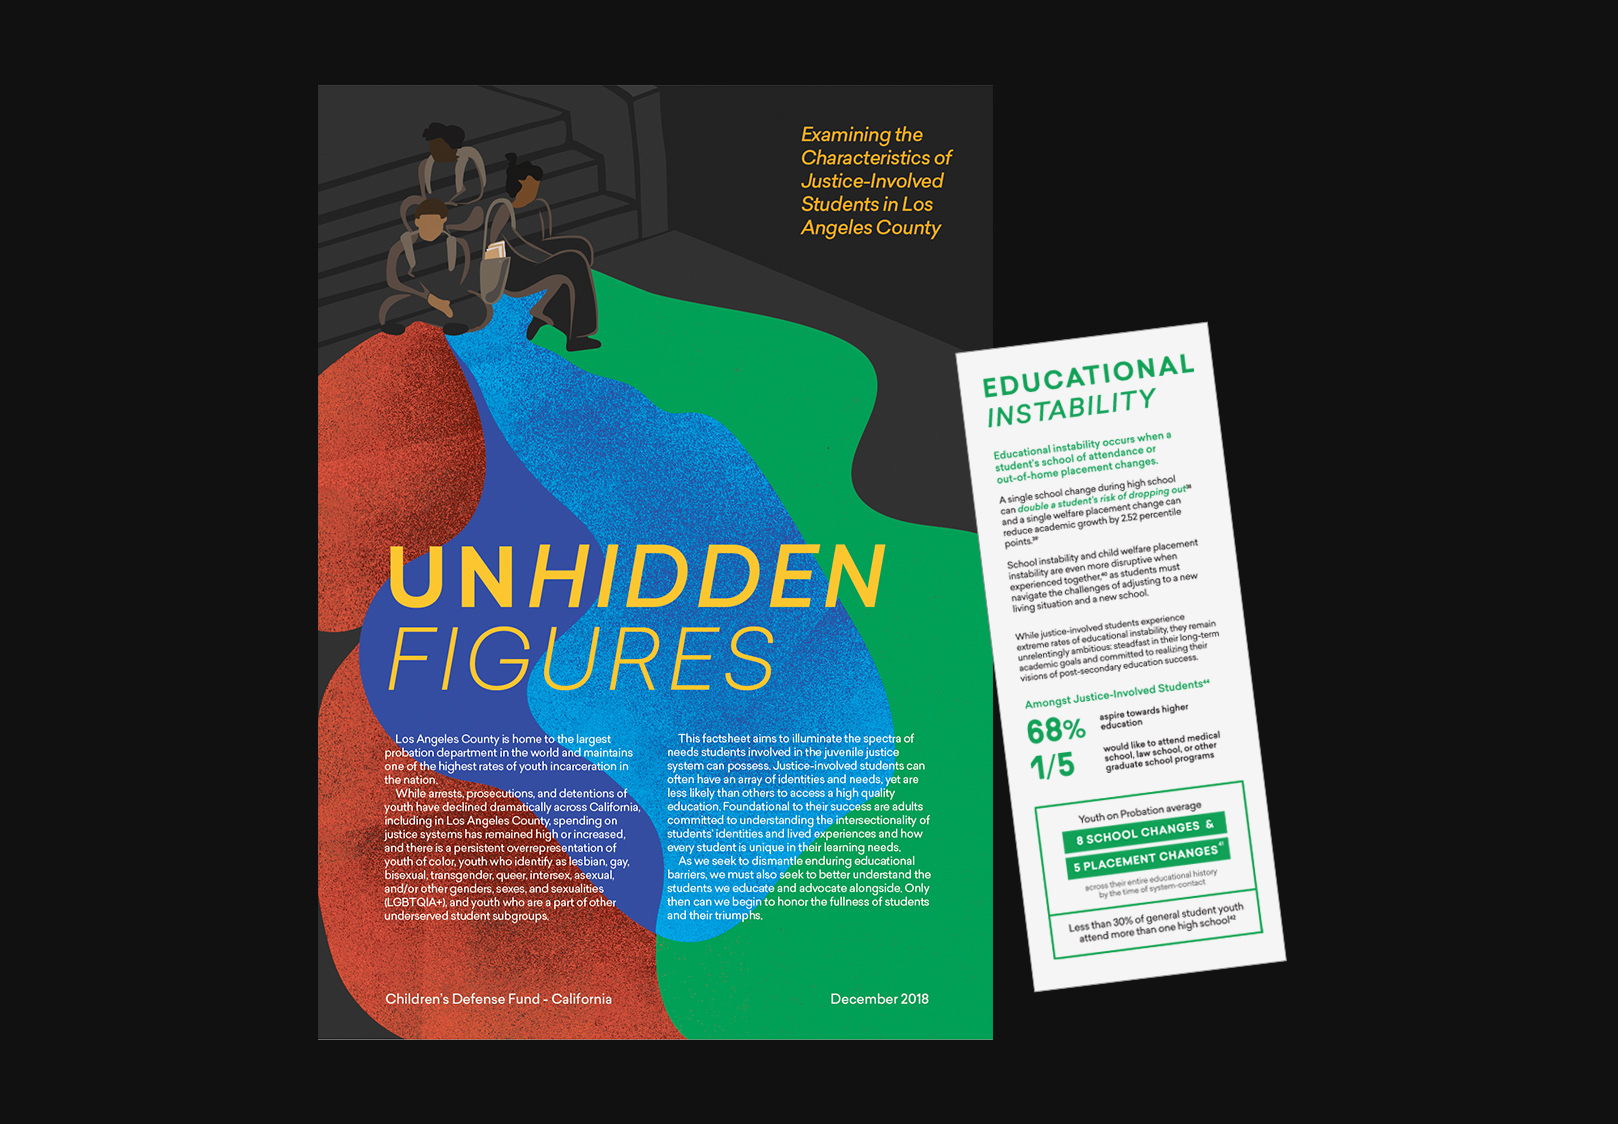 Examining the
Characteristics of
Justice-Involved
Students in Los
Angeles County
UNHIDDEN
FIGURES
Los Angeles County is home to the largest
probation department in the world and maintains
one of the highest rates of youth incarceration in
the nation.
While arrests, prosecutions, and detentions of
youth have declined dramatically across California,
including in Los Angeles County, spending on
justice systems has remained high or increased,
and there is a persistent overrepresentation of
youth of color, youth who identify as lesbian, gay,
bisexual, transgender, queer, intersex, asexual,
and/or other genders, sexes, and sexualities
(LGBTQIA+), and youth who are a part of other
underserved student subgroups.
This factsheet aims to illuminate the spectra of
needs students involved in the juvenile justice
system can possess. Justice-involved students can
often have an array of identities and needs, yet are
less likely than others to access a high quality
education. Foundational to their success are adults
committed to understanding the intersectionality of
students' identities and lived experiences and how
every student is unique in their learning needs.
As we seek to dismantle enduring educational
barriers, we must also seek to better understand the
students we educate and advocate alongside. Only
then can we begin to honor the fullness of students
and their triumphs.
Children's Defense Fund - California
December 2018
EDUCATIONAL
INSTABILITY
Educational instability occurs when a
student's school of attendance or
out-of-home placement changes.
A single school change during high school
can double a student's risk of dropping out³⁸
and a single welfare placement change can
reduce academic growth by 2.52 percentile
points.³⁹
School instability and child welfare placement
instability are even more disruptive when
experienced together,⁴⁰ as students must
navigate the challenges of adjusting to a new
living situation and a new school.
While justice-involved students experience
extreme rates of educational instability, they remain
unrelentingly ambitious: steadfast in their long-term
academic goals and committed to realizing their
visions of post-secondary education success.
Amongst Justice-Involved Students⁴⁴
68% aspire towards higher
education
1/5 would like to attend medical
school, law school, or other
graduate school programs
Youth on Probation average
8 SCHOOL CHANGES &
5 PLACEMENT CHANGES⁴¹
across their entire educational history
by the time of system-contact
Less than 30% of general student youth
attend more than one high school⁴²